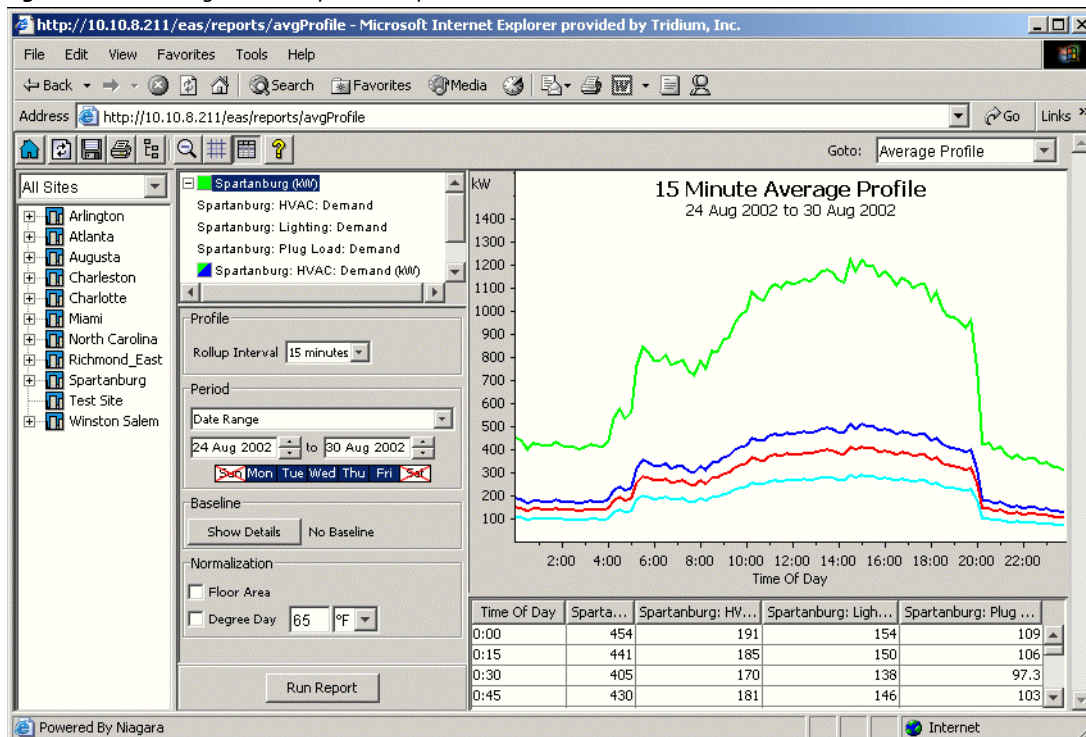 http://10.10.8.211/eas/reports/avgProfile - Microsoft Internet Explorer provided by Tridium, Inc.
File Edit View Favorites Tools Help
Back Search Favorites Media
Address http://10.10.8.211/eas/reports/avgProfile Go Links »
Goto: Average Profile
All Sites
Arlington
Atlanta
Augusta
Charleston
Charlotte
Miami
North Carolina
Richmond_East
Spartanburg
Test Site
Winston Salem
Spartanburg (kW)
Spartanburg: HVAC: Demand
Spartanburg: Lighting: Demand
Spartanburg: Plug Load: Demand
Spartanburg: HVAC: Demand (kW)
Profile
Rollup Interval 15 minutes
Period
Date Range
24 Aug 2002 to 30 Aug 2002
Sun Mon Tue Wed Thu Fri Sat
Baseline
Show Details No Baseline
Normalization
Floor Area
Degree Day 65 °F
Run Report
kW
15 Minute Average Profile
24 Aug 2002 to 30 Aug 2002
1400
1300
1200
1100
1000
900
800
700
600
500
400
300
200
100
2:00 4:00 6:00 8:00 10:00 12:00 14:00 16:00 18:00 20:00 22:00
Time Of Day
Time Of Day Sparta... Spartanburg: HV... Spartanburg: Ligh... Spartanburg: Plug ...
0:00 454 191 154 109
0:15 441 185 150 106
0:30 405 170 138 97.3
0:45 430 181 146 103
Powered By Niagara Internet